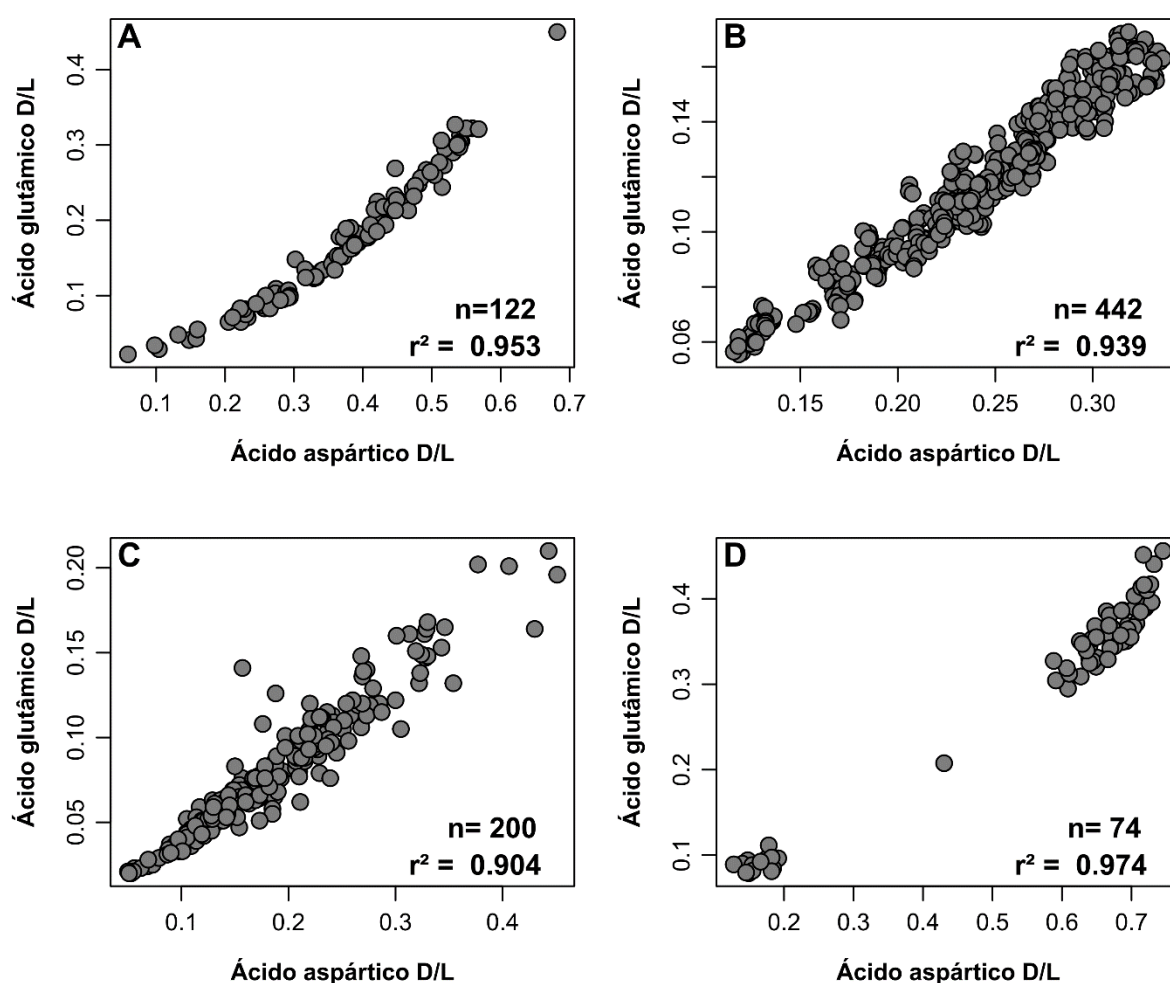 A
Ácido glutâmico D/L
0.4
0.3
0.2
0.1
n=122
r² = 0.953
0.1 0.2 0.3 0.4 0.5 0.6 0.7
Ácido aspártico D/L
B
Ácido glutâmico D/L
0.14
0.10
0.06
n= 442
r² = 0.939
0.15 0.20 0.25 0.30
Ácido aspártico D/L
C
Ácido glutâmico D/L
0.20
0.15
0.10
0.05
n= 200
r² = 0.904
0.1 0.2 0.3 0.4
Ácido aspártico D/L
D
Ácido glutâmico D/L
0.4
0.3
0.2
0.1
n= 74
r² = 0.974
0.2 0.3 0.4 0.5 0.6 0.7
Ácido aspártico D/L